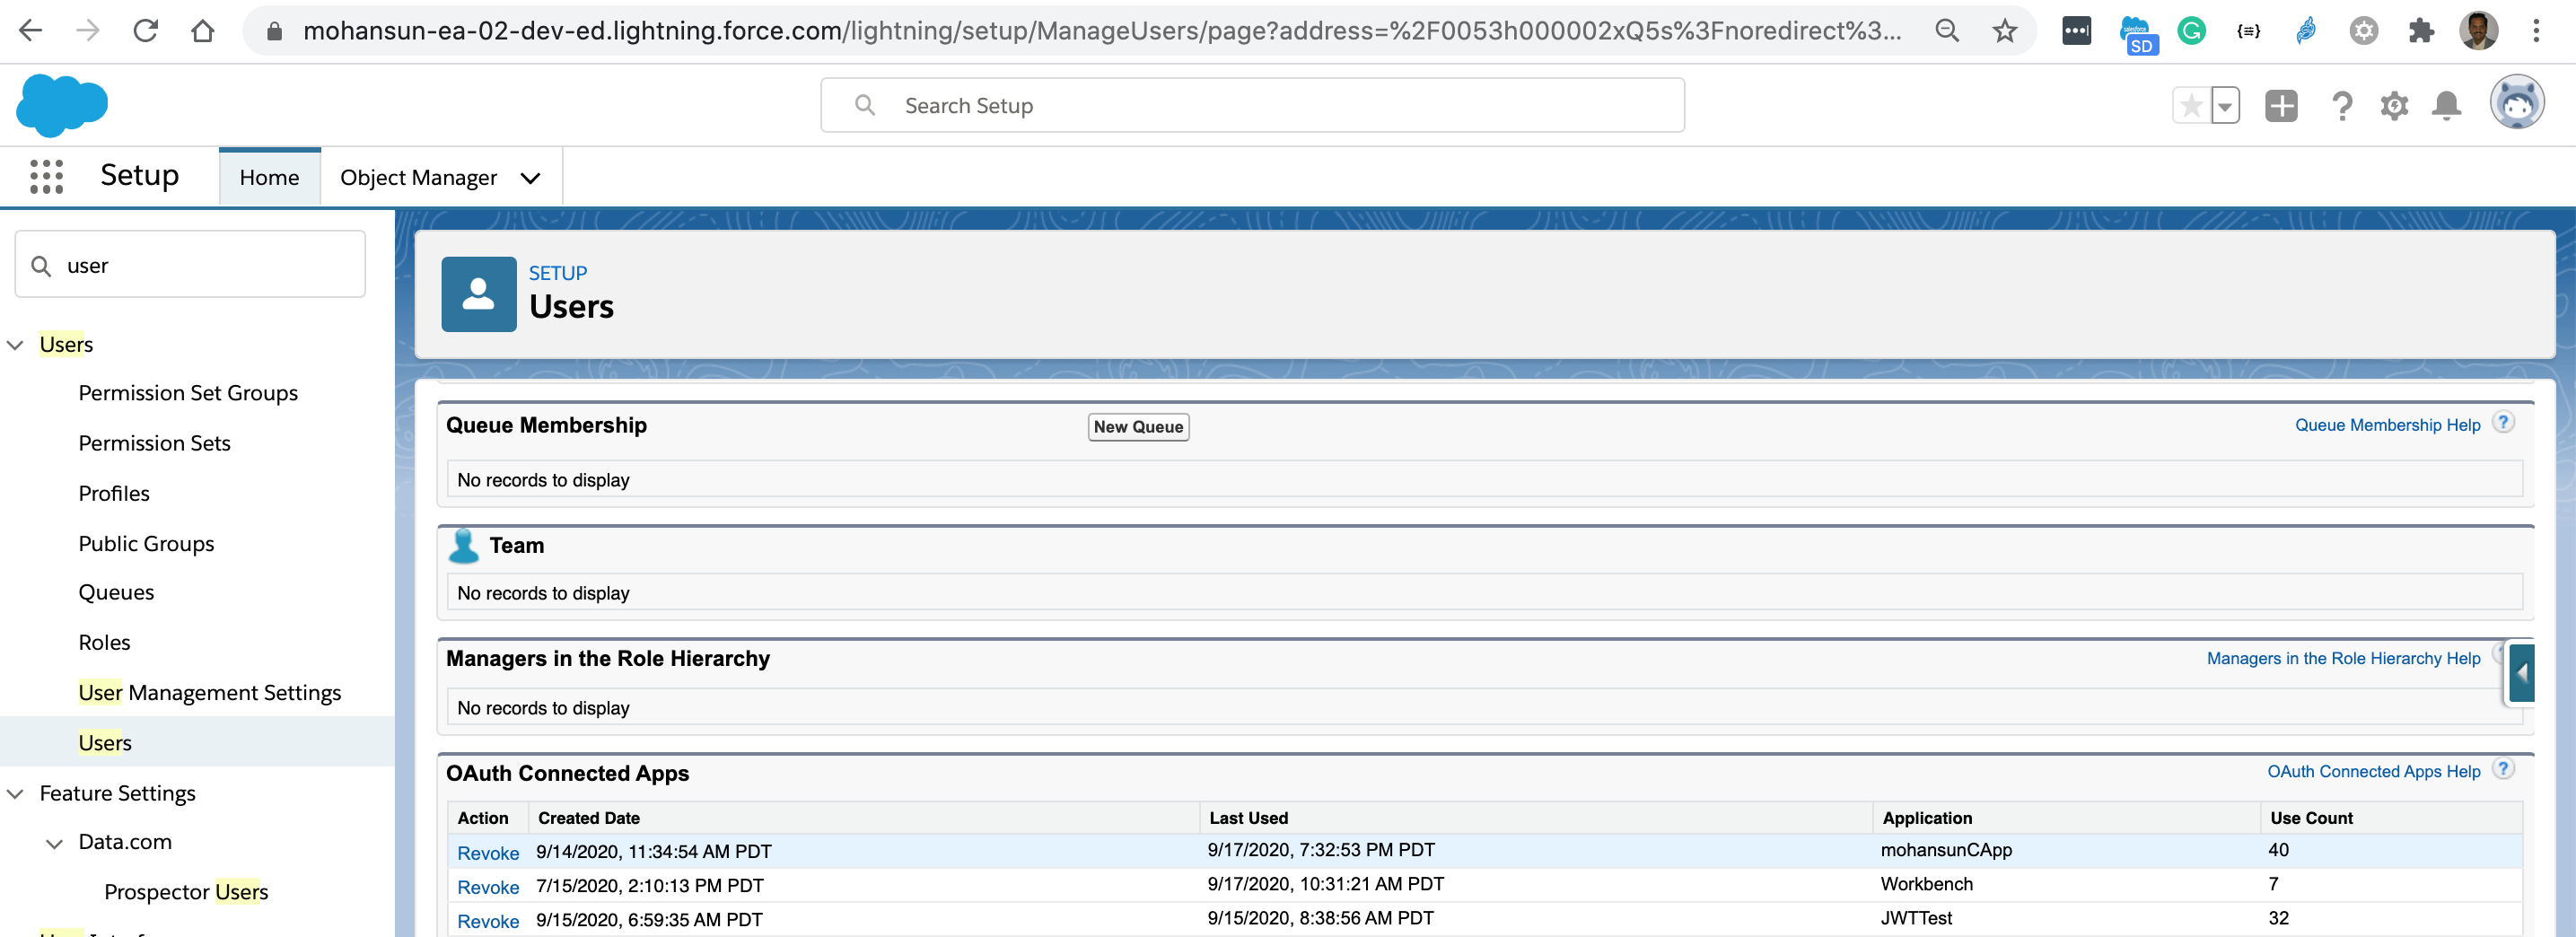 mohansun-ea-02-dev-ed.lightning.force.com/lightning/setup/ManageUsers/page?address=%2F0053h000002xQ5s%3Fnoredirect%3...
SD
Search Setup
Setup
Home
Object Manager
user
SETUP
Users
Users
Permission Set Groups
Permission Sets
Profiles
Public Groups
Queues
Roles
User Management Settings
Users
Feature Settings
Data.com
Prospector Users
Queue Membership
New Queue
Queue Membership Help ?
No records to display
Team
No records to display
Managers in the Role Hierarchy
Managers in the Role Hierarchy Help
No records to display
OAuth Connected Apps
OAuth Connected Apps Help ?
Action Created Date Last Used Application Use Count
Revoke 9/14/2020, 11:34:54 AM PDT 9/17/2020, 7:32:53 PM PDT mohansunCApp 40
Revoke 7/15/2020, 2:10:13 PM PDT 9/17/2020, 10:31:21 AM PDT Workbench 7
Revoke 9/15/2020, 6:59:35 AM PDT 9/15/2020, 8:38:56 AM PDT JWTTest 32